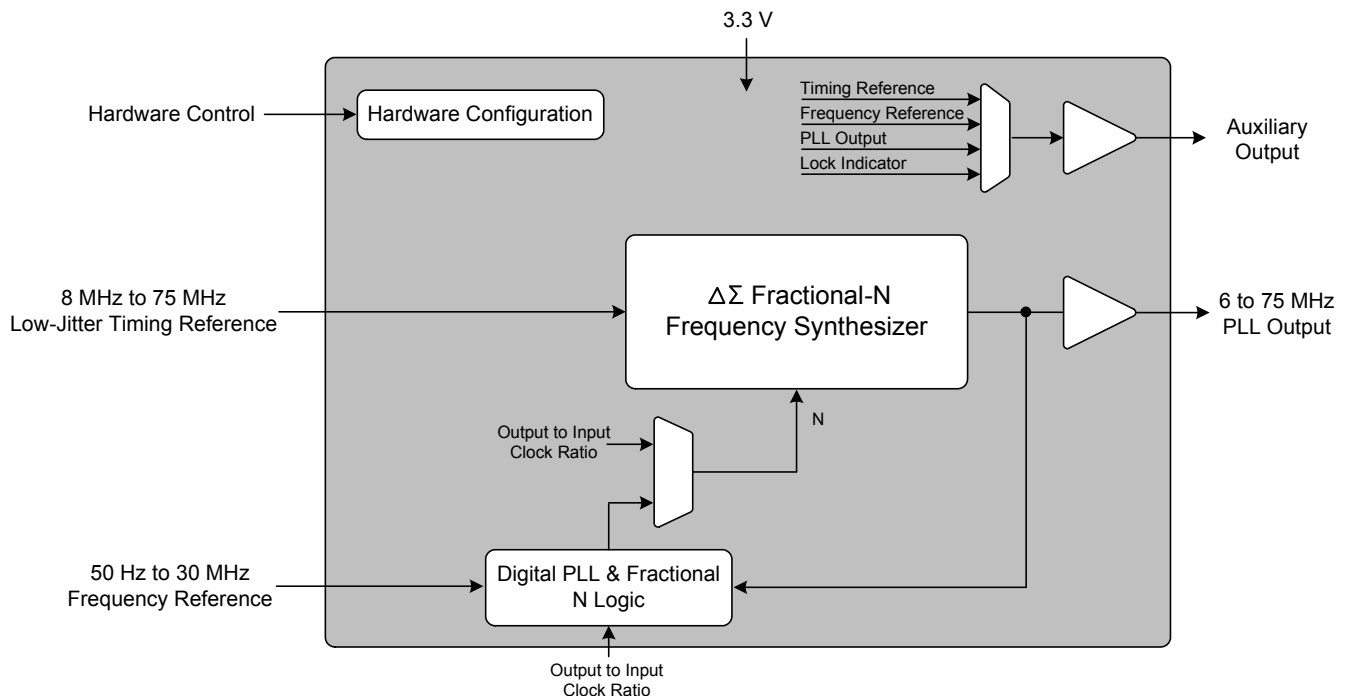 3.3 V
Hardware Control
Hardware Configuration
Timing Reference
Frequency Reference
PLL Output
Lock Indicator
Auxiliary
Output
8 MHz to 75 MHz
Low-Jitter Timing Reference
ΔΣ Fractional-N
Frequency Synthesizer
6 to 75 MHz
PLL Output
N
Output to Input
Clock Ratio
50 Hz to 30 MHz
Frequency Reference
Digital PLL & Fractional
N Logic
Output to Input
Clock Ratio